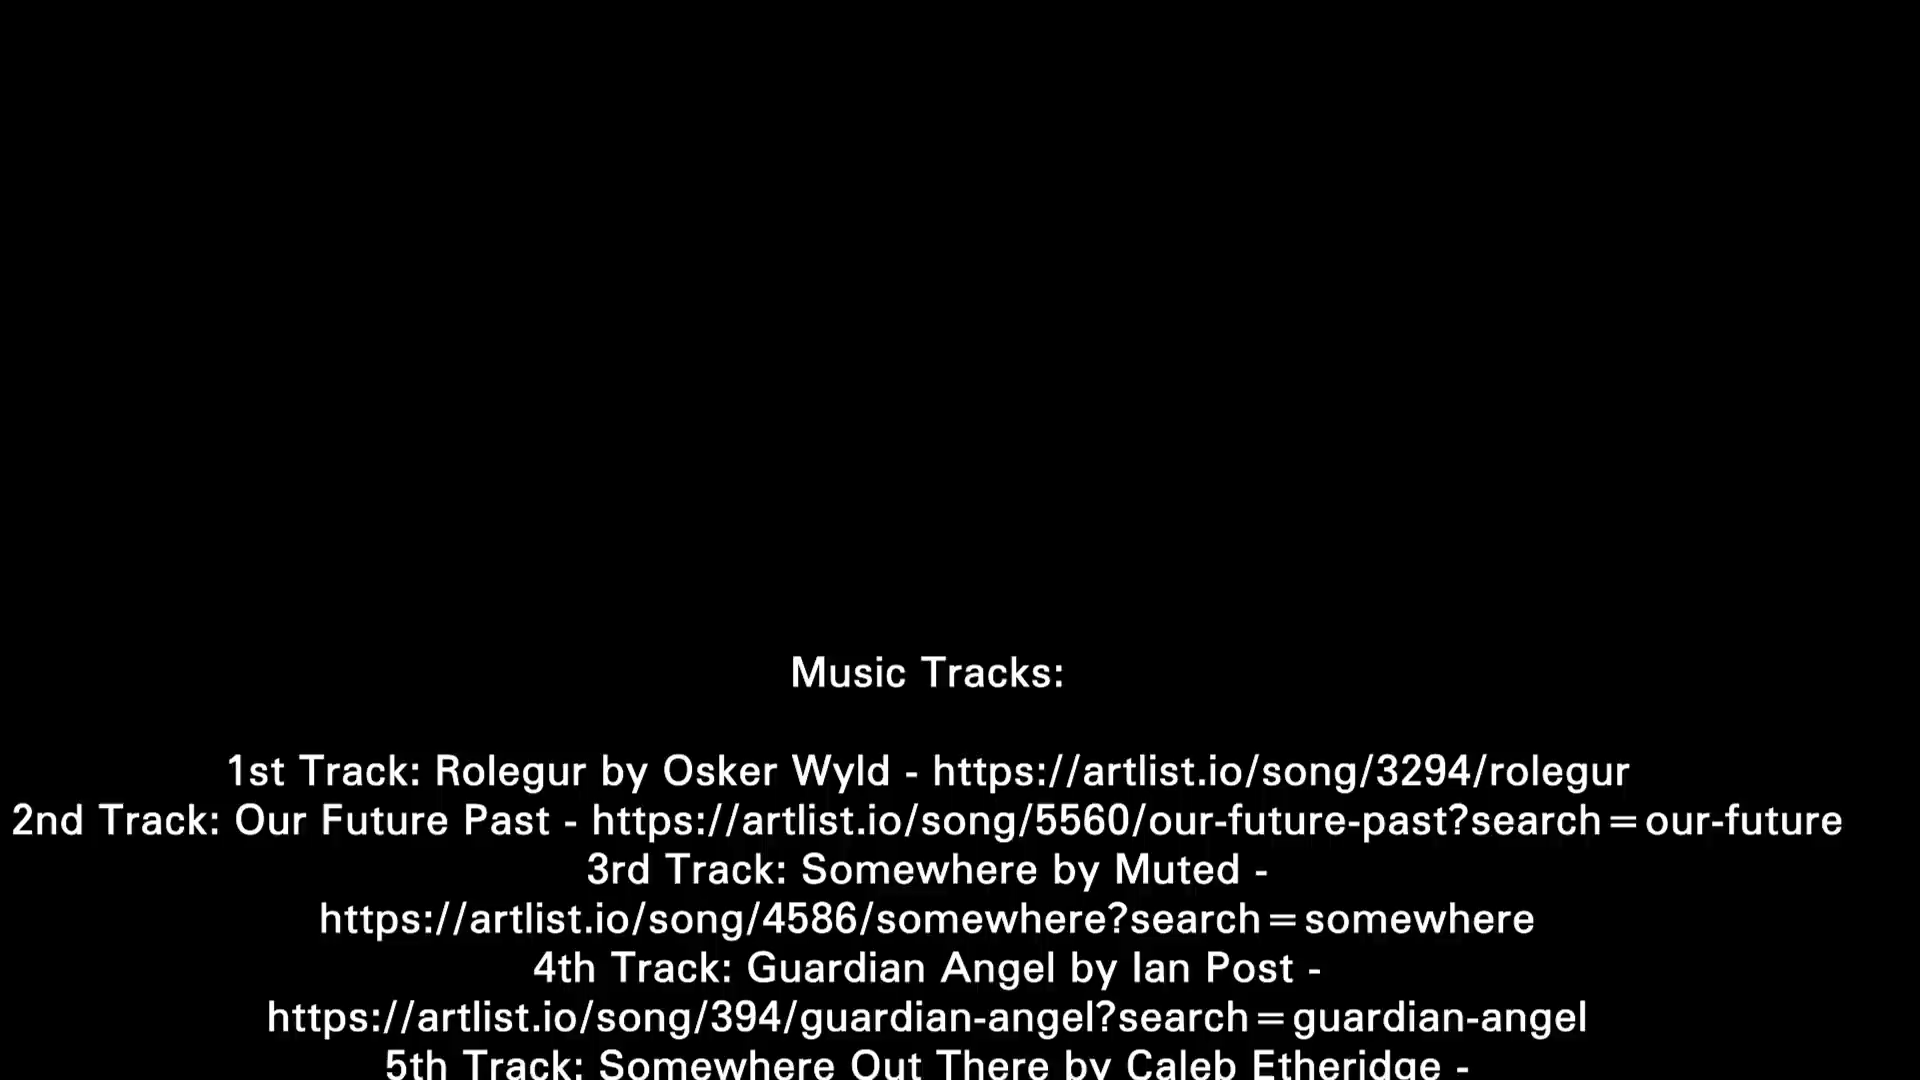 Music Tracks:
1st Track: Rolegur by Osker Wyld - https://artlist.io/song/3294/rolegur
2nd Track: Our Future Past - https://artlist.io/song/5560/our-future-past?search=our-future
3rd Track: Somewhere by Muted -
https://artlist.io/song/4586/somewhere?search=somewhere
4th Track: Guardian Angel by Ian Post -
https://artlist.io/song/394/guardian-angel?search=guardian-angel
5th Track: Somewhere Out There by Caleb Etheridge -